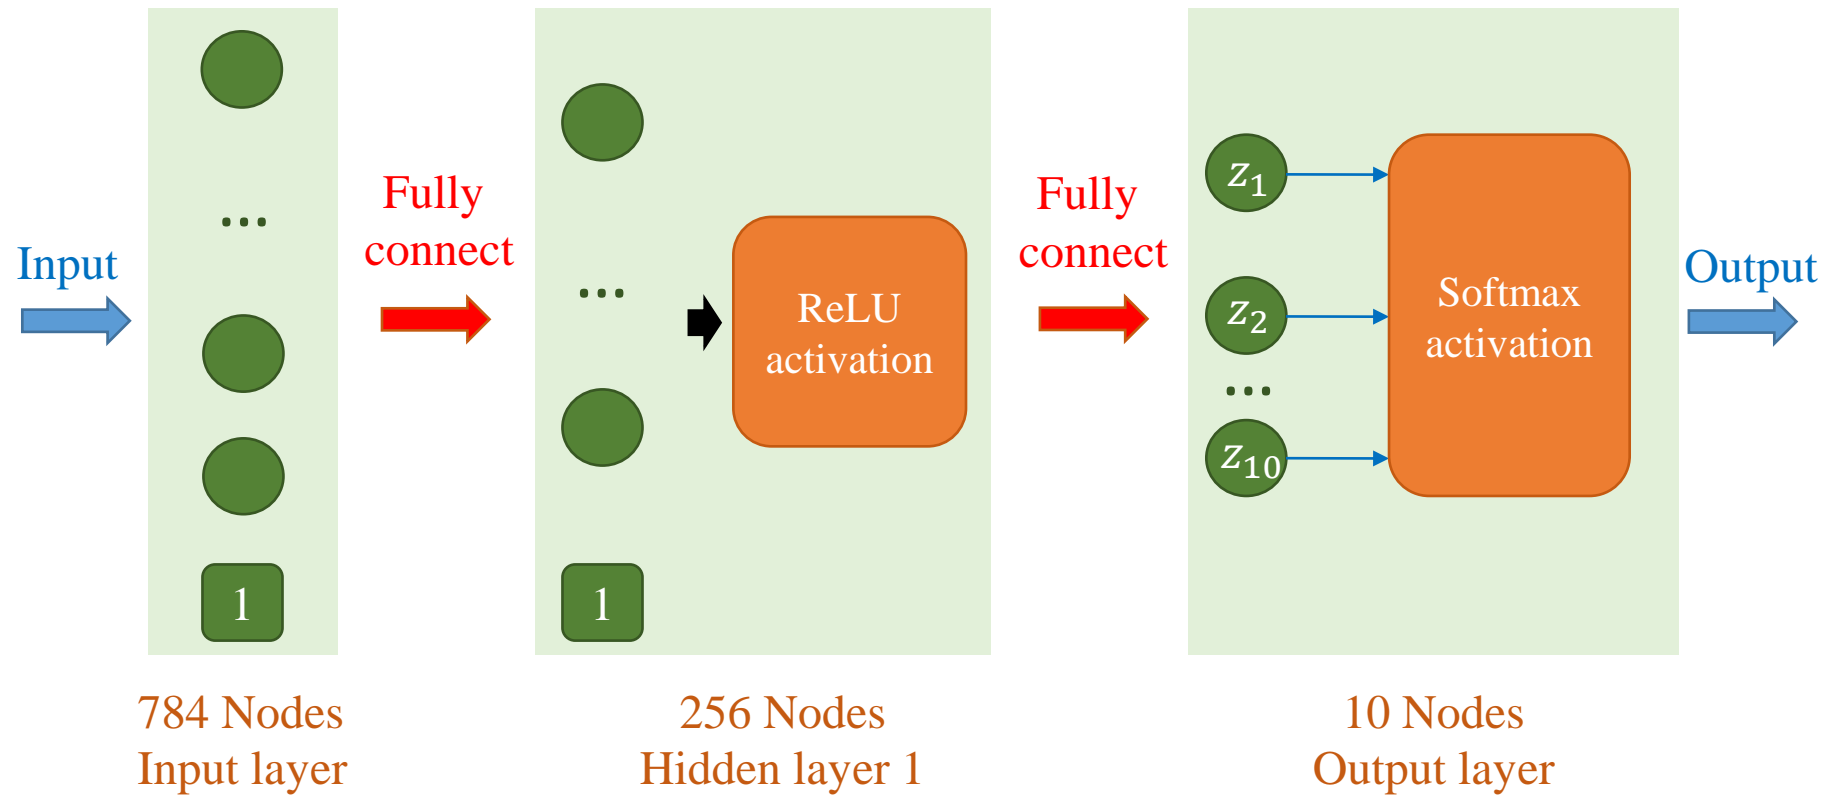 Input
...
1
784 Nodes
Input layer
Fully
connect
...
1
ReLU
activation
256 Nodes
Hidden layer 1
Fully
connect
z₁
z₂
...
z₁₀
Softmax
activation
10 Nodes
Output layer
Output